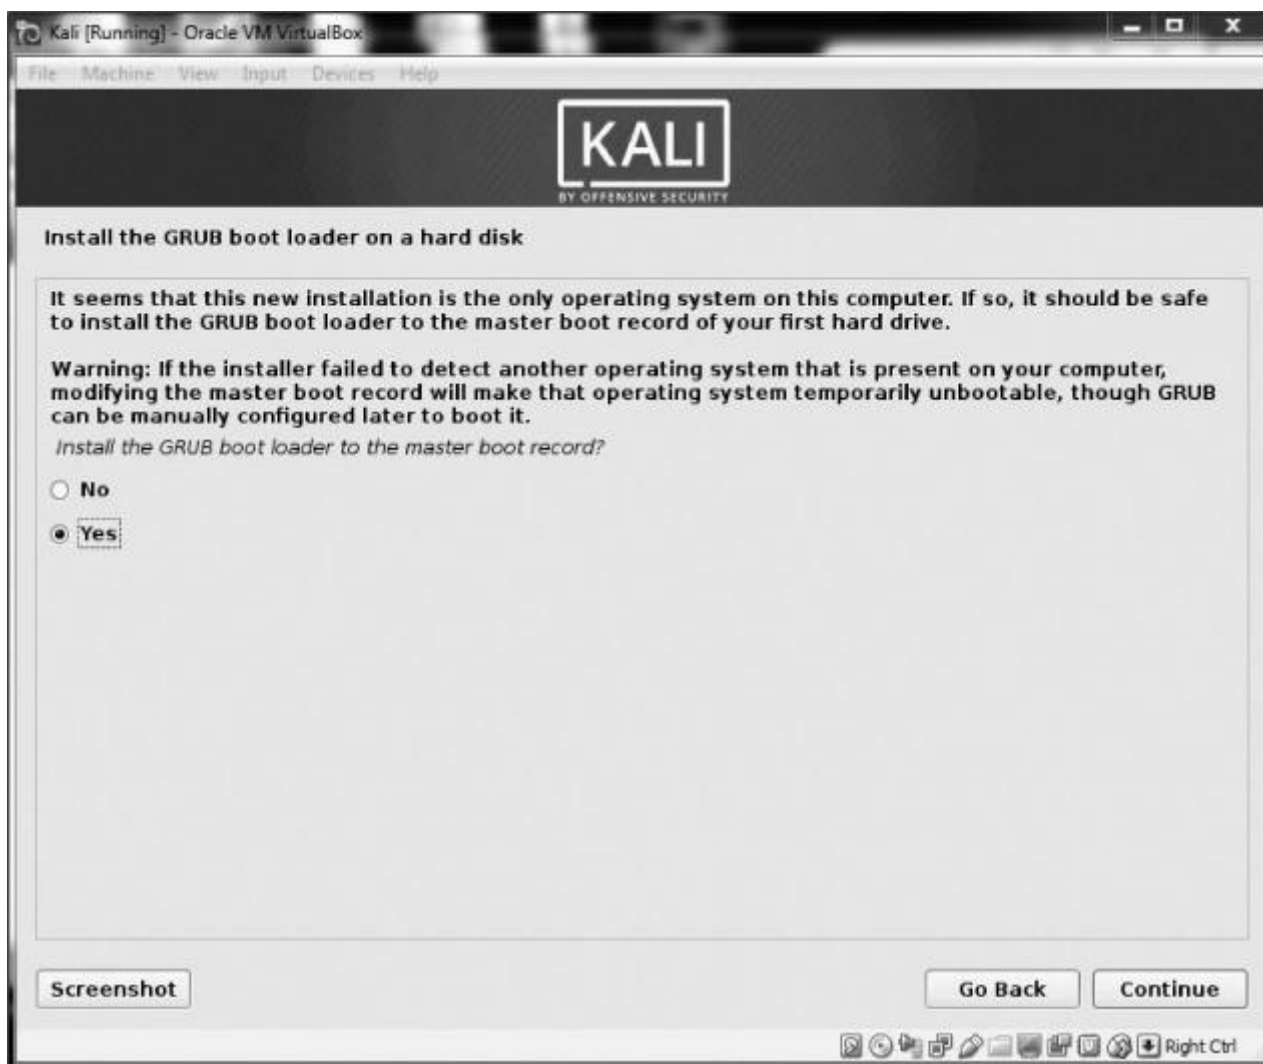 Kali [Running] - Oracle VM VirtualBox
File Machine View Input Devices Help
KALI
BY OFFENSIVE SECURITY
Install the GRUB boot loader on a hard disk
It seems that this new installation is the only operating system on this computer. If so, it should be safe
to install the GRUB boot loader to the master boot record of your first hard drive.
Warning: If the installer failed to detect another operating system that is present on your computer,
modifying the master boot record will make that operating system temporarily unbootable, though GRUB
can be manually configured later to boot it.
Install the GRUB boot loader to the master boot record?
No
Yes
Screenshot Go Back Continue
Right Ctrl